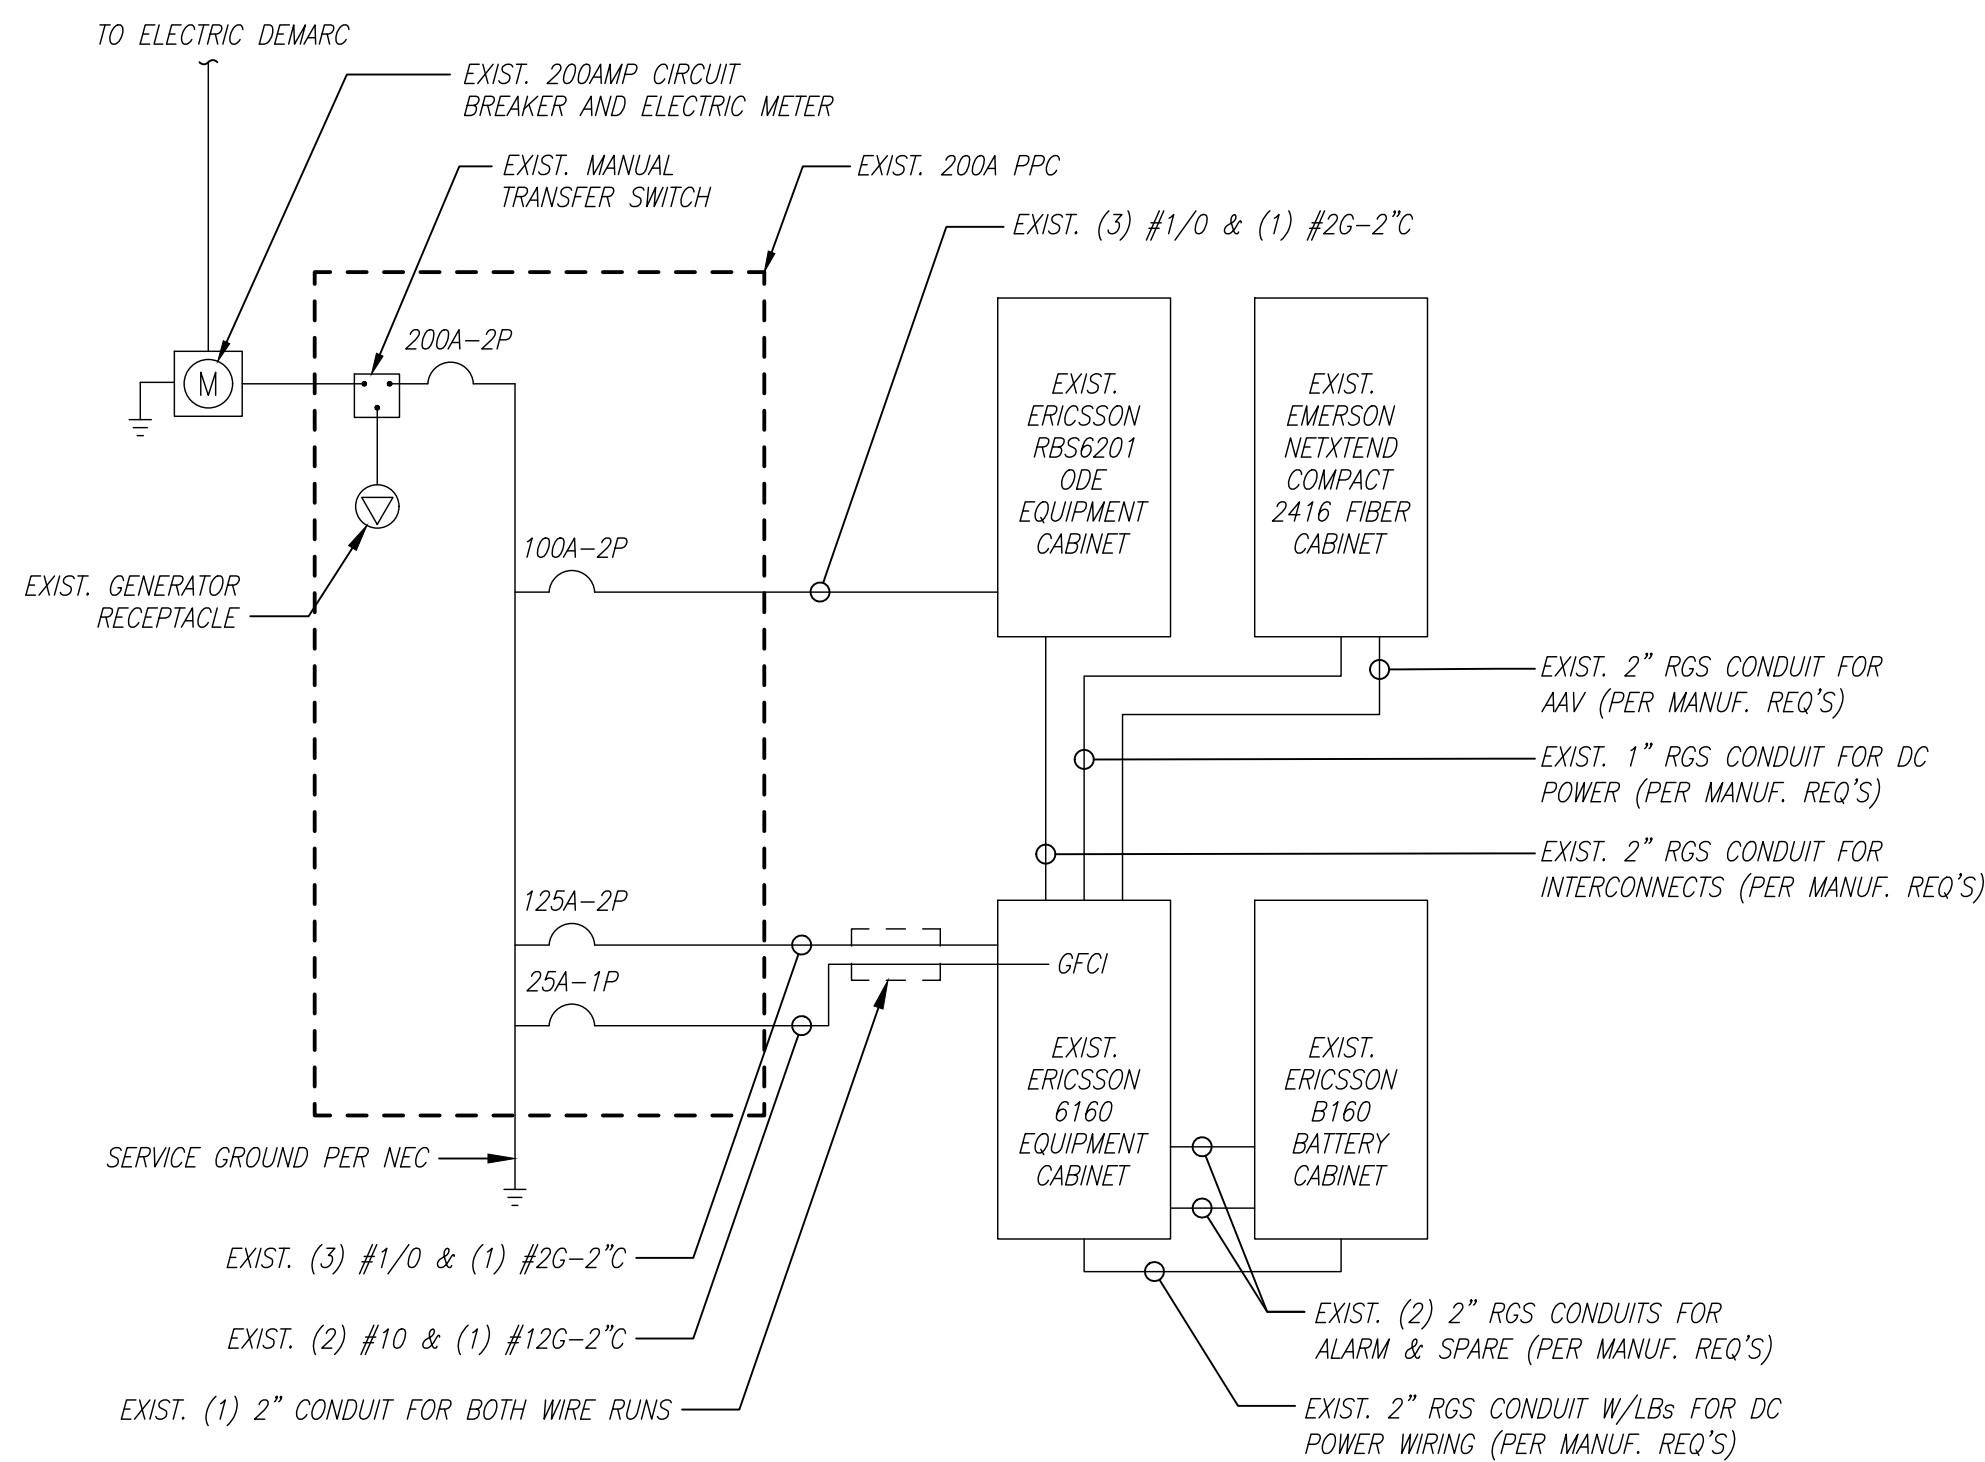 TO ELECTRIC DEMARC
EXIST. 200AMP CIRCUIT
BREAKER AND ELECTRIC METER
EXIST. MANUAL
TRANSFER SWITCH
EXIST. 200A PPC
EXIST. (3) #1/0 & (1) #2G-2"C
200A-2P
M
EXIST.
ERICSSON
RBS6201
ODE
EQUIPMENT
CABINET
EXIST.
EMERSON
NETXTEND
COMPACT
2416 FIBER
CABINET
100A-2P
EXIST. GENERATOR
RECEPTACLE
EXIST. 2" RGS CONDUIT FOR
AAV (PER MANUF. REQ'S)
EXIST. 1" RGS CONDUIT FOR DC
POWER (PER MANUF. REQ'S)
EXIST. 2" RGS CONDUIT FOR
INTERCONNECTS (PER MANUF. REQ'S)
125A-2P
25A-1P
GFCI
EXIST.
ERICSSON
6160
EQUIPMENT
CABINET
EXIST.
ERICSSON
B160
BATTERY
CABINET
SERVICE GROUND PER NEC
EXIST. (3) #1/0 & (1) #2G-2"C
EXIST. (2) #10 & (1) #12G-2"C
EXIST. (1) 2" CONDUIT FOR BOTH WIRE RUNS
EXIST. (2) 2" RGS CONDUITS FOR
ALARM & SPARE (PER MANUF. REQ'S)
EXIST. 2" RGS CONDUIT W/LBs FOR DC
POWER WIRING (PER MANUF. REQ'S)